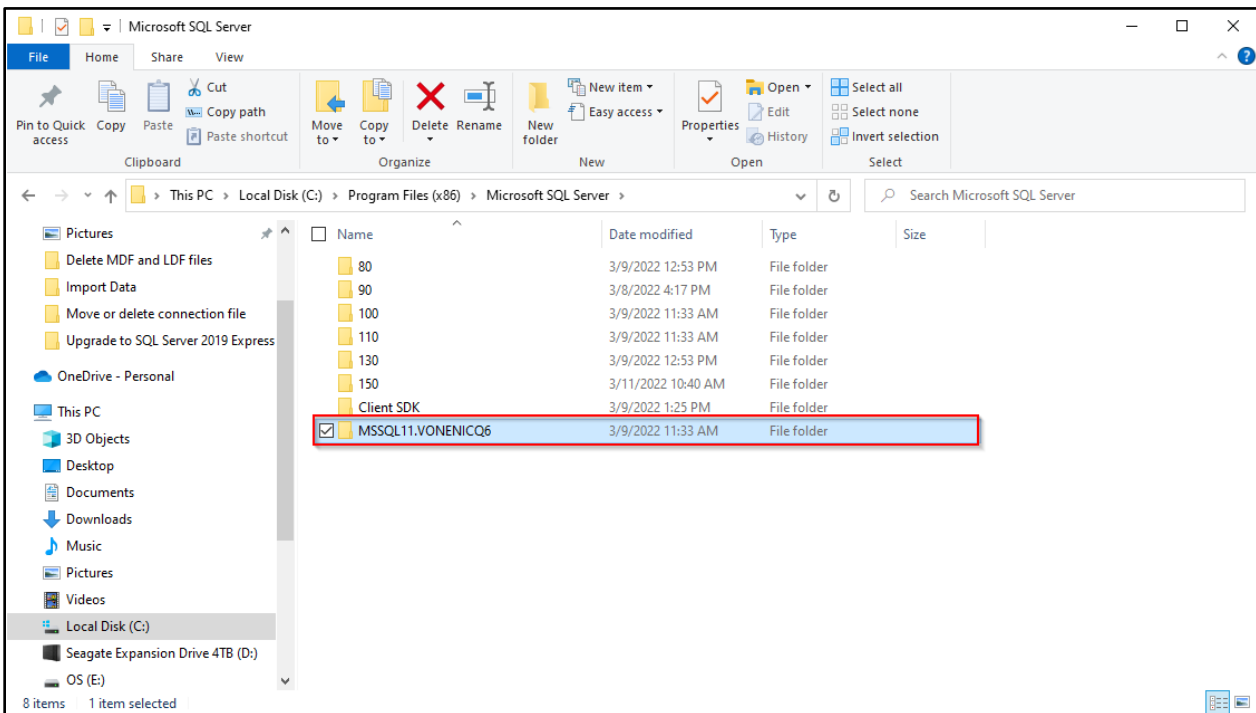 Microsoft SQL Server
File Home Share View
Pin to Quick access
Copy
Paste
Cut
Copy path
Paste shortcut
Clipboard
Move to
Copy to
Delete
Rename
Organize
New folder
New item
Easy access
New
Properties
Open
Edit
History
Open
Select all
Select none
Invert selection
Select
This PC > Local Disk (C:) > Program Files (x86) > Microsoft SQL Server >
Search Microsoft SQL Server
Pictures
Delete MDF and LDF files
Import Data
Move or delete connection file
Upgrade to SQL Server 2019 Express
OneDrive - Personal
This PC
3D Objects
Desktop
Documents
Downloads
Music
Pictures
Videos
Local Disk (C:)
Seagate Expansion Drive 4TB (D:)
OS (E:)
Name Date modified Type Size
80 3/9/2022 12:53 PM File folder
90 3/8/2022 4:17 PM File folder
100 3/9/2022 11:33 AM File folder
110 3/9/2022 11:33 AM File folder
130 3/9/2022 12:53 PM File folder
150 3/11/2022 10:40 AM File folder
Client SDK 3/9/2022 1:25 PM File folder
MSSQL11.VONENICQ6 3/9/2022 11:33 AM File folder
8 items 1 item selected